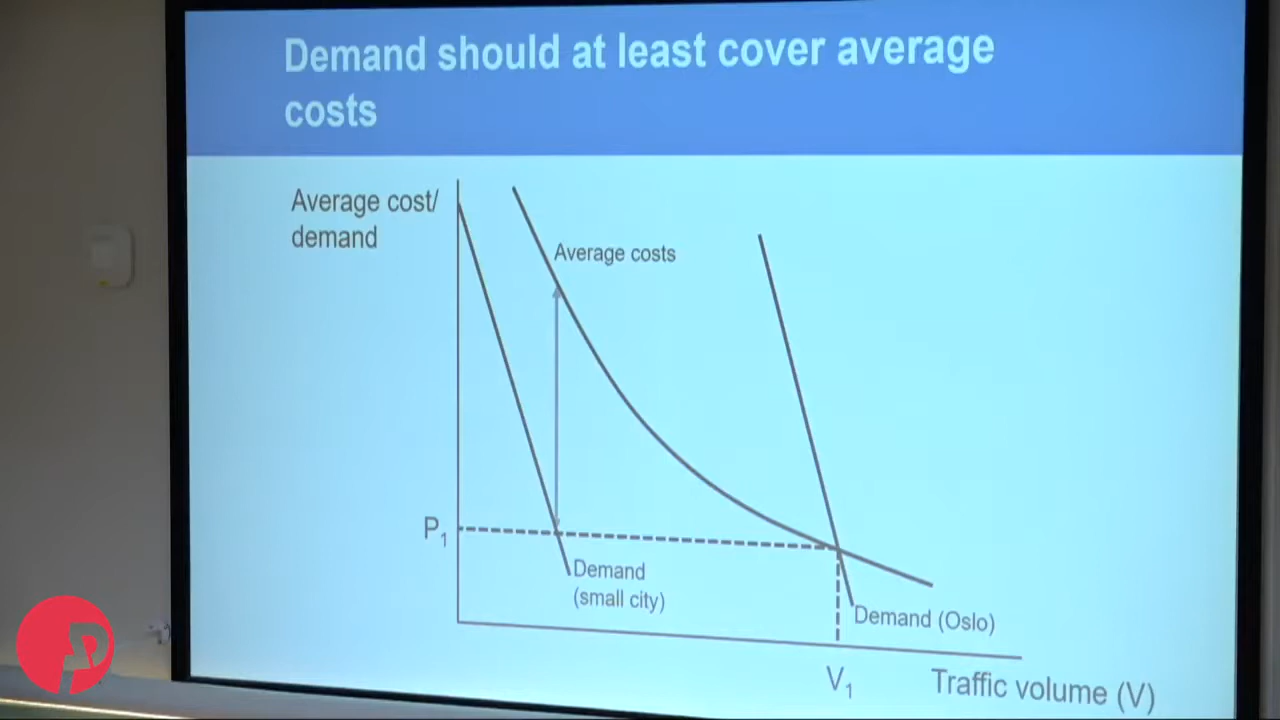 Demand should at least cover average
costs
Average cost/
demand
Average costs
P1
Demand
(small city)
Demand (Oslo)
V1
Traffic volume (V)